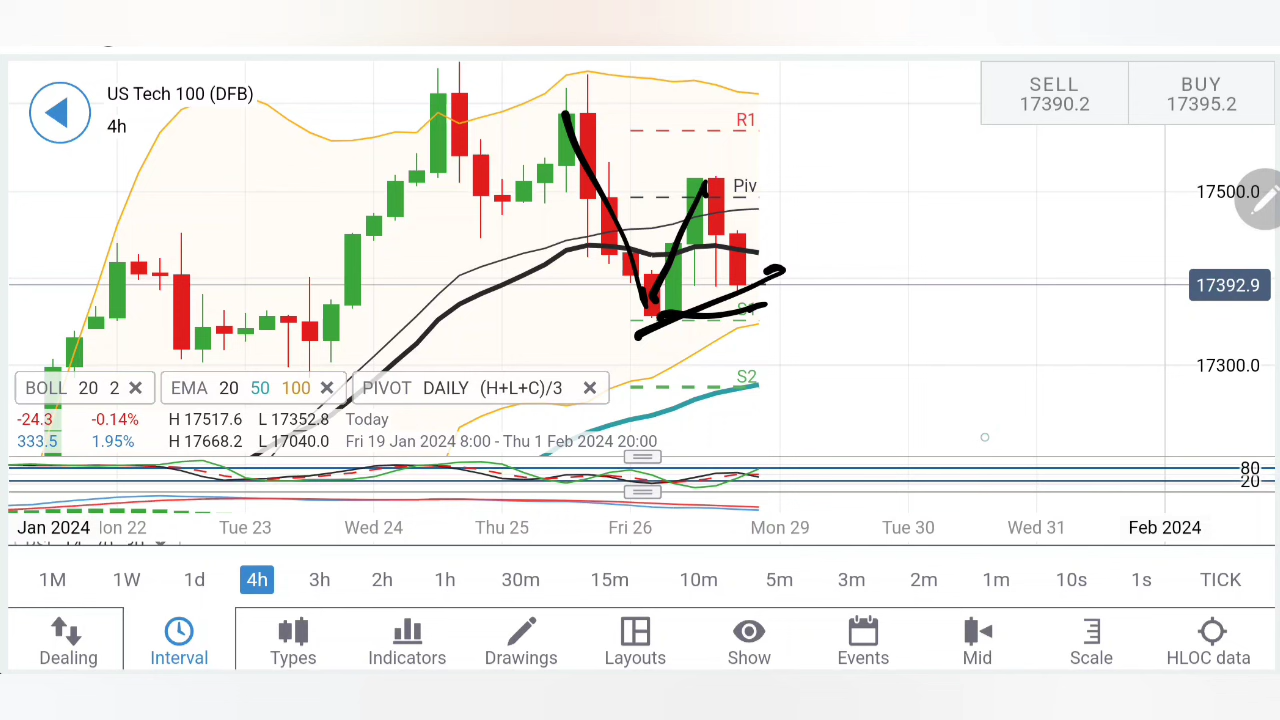 US Tech 100 (DFB)
4h
SELL
17390.2
BUY
17395.2
R1
Piv
17500.0
17392.9
S1
17300.0
S2
BOLL 20 2 ×
EMA 20 50 100 ×
PIVOT DAILY (H+L+C)/3 ×
-24.3 -0.14% H 17517.6 L 17352.8 Today
333.5 1.95% H 17668.2 L 17040.0 Fri 19 Jan 2024 8:00 - Thu 1 Feb 2024 20:00
80
20
Jan 2024 lon 22 Tue 23 Wed 24 Thu 25 Fri 26 Mon 29 Tue 30 Wed 31 Feb 2024
1M 1W 1d 4h 3h 2h 1h 30m 15m 10m 5m 3m 2m 1m 10s 1s TICK
Dealing Interval Types Indicators Drawings Layouts Show Events Mid Scale HLOC data